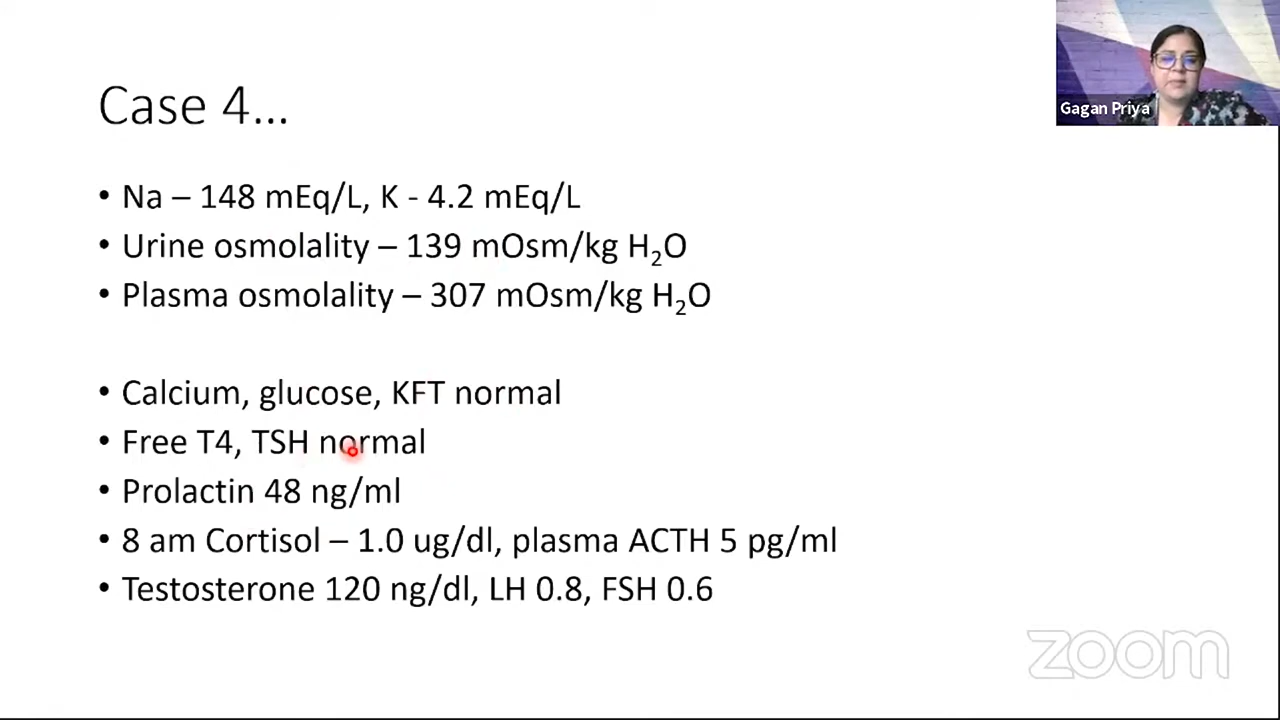 Gagan Priya
Case 4...
• Na – 148 mEq/L, K - 4.2 mEq/L
• Urine osmolality – 139 mOsm/kg H₂O
• Plasma osmolality – 307 mOsm/kg H₂O
• Calcium, glucose, KFT normal
• Free T4, TSH normal
• Prolactin 48 ng/ml
• 8 am Cortisol – 1.0 ug/dl, plasma ACTH 5 pg/ml
• Testosterone 120 ng/dl, LH 0.8, FSH 0.6
zoom